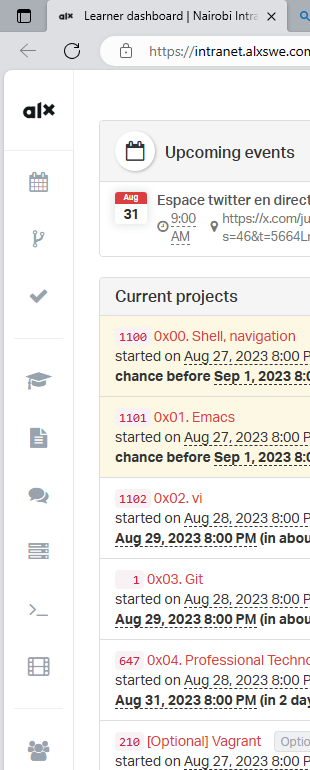 alx Learner dashboard | Nairobi Intra
https://intranet.alxswe.com
alx
Upcoming events
Aug
31
Espace twitter en direct
9:00
AM
https://x.com/ju
s=46&t=5664Lr
Current projects
1100 0x00. Shell, navigation
started on Aug 27, 2023 8:00 P
chance before Sep 1, 2023 8:0
1101 0x01. Emacs
started on Aug 27, 2023 8:00 P
chance before Sep 1, 2023 8:0
1102 0x02. vi
started on Aug 28, 2023 8:00 P
Aug 29, 2023 8:00 PM (in abou
1 0x03. Git
started on Aug 28, 2023 8:00 P
Aug 29, 2023 8:00 PM (in abou
647 0x04. Professional Techno
started on Aug 28, 2023 8:00 P
Aug 31, 2023 8:00 PM (in 2 day
210 [Optional] Vagrant Optio
started on Aug 27, 2023 8:00 P